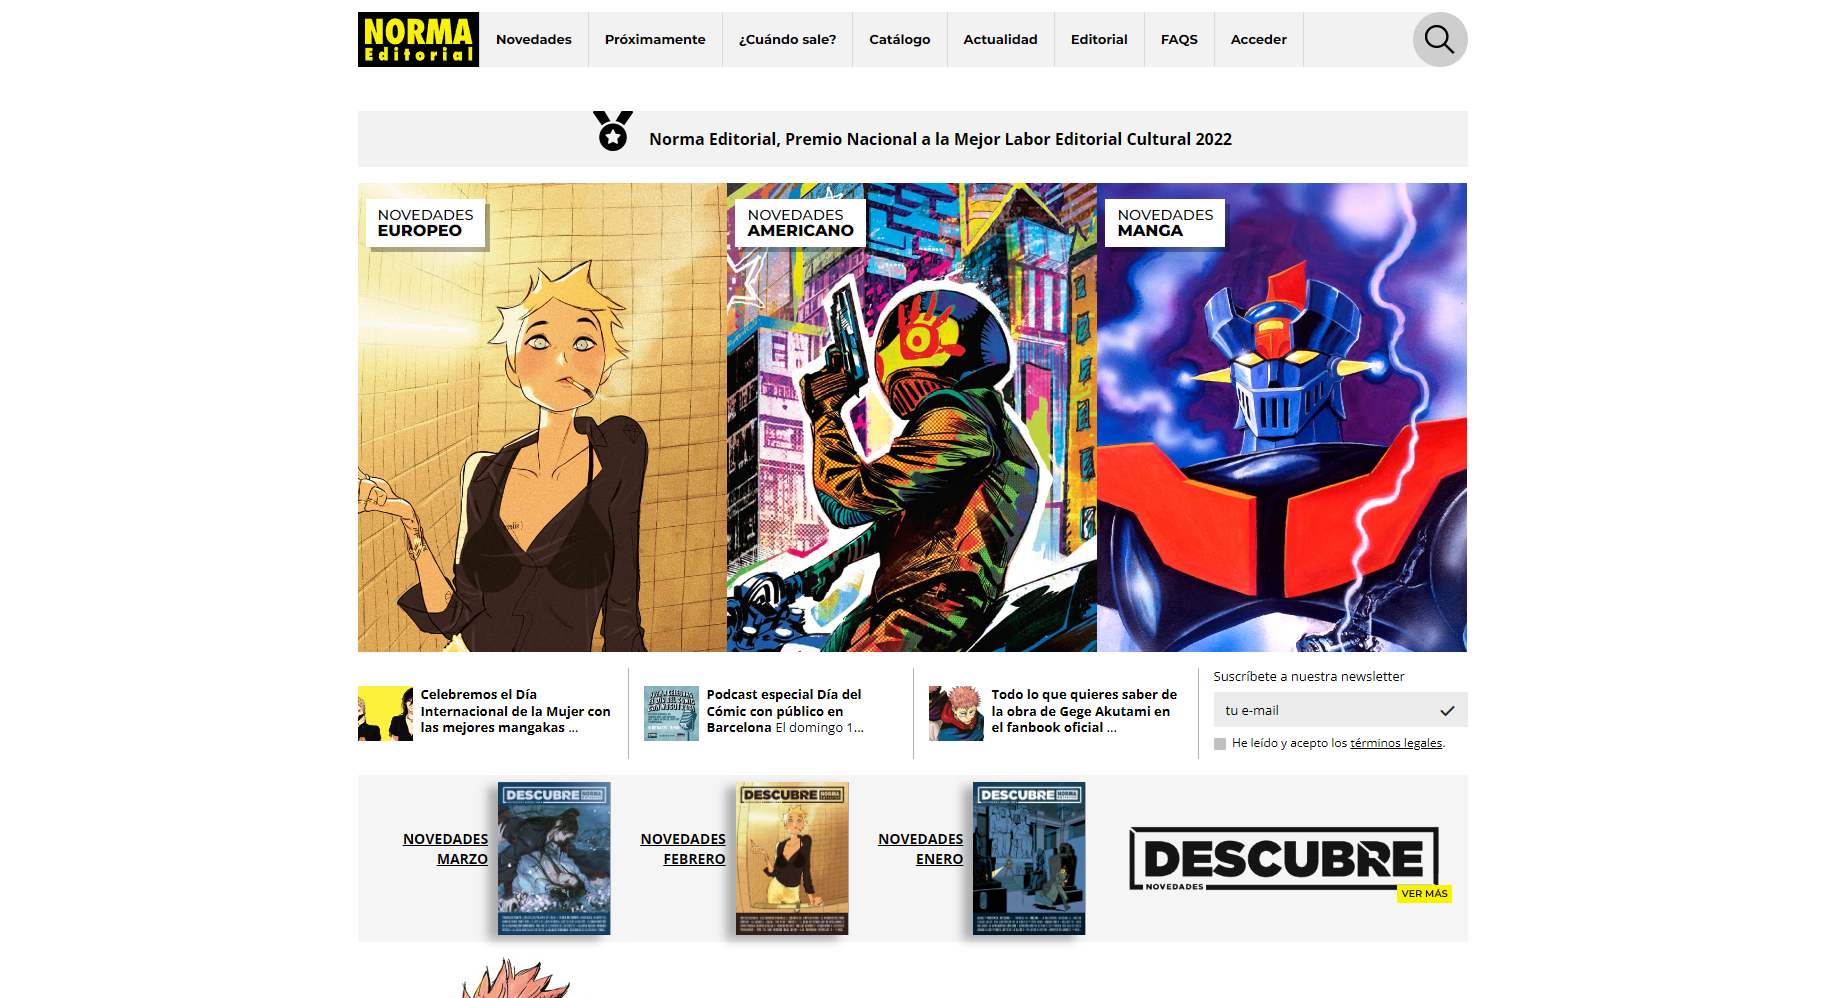 NORMA
Editorial
Novedades
Próximamente
¿Cuándo sale?
Catálogo
Actualidad
Editorial
FAQS
Acceder
Norma Editorial, Premio Nacional a la Mejor Labor Editorial Cultural 2022
NOVEDADES
EUROPEO
NOVEDADES
AMERICANO
NOVEDADES
MANGA
Celebremos el Día
Internacional de la Mujer con
las mejores mangakas ...
Podcast especial Día del
Cómic con público en
Barcelona El domingo 1...
Todo lo que quieres saber de
la obra de Gege Akutami en
el fanbook oficial ...
Suscríbete a nuestra newsletter
tu e-mail
He leído y acepto los términos legales.
NOVEDADES
MARZO
DESCUBRE NORMA
NOVEDADES
FEBRERO
DESCUBRE NORMA
NOVEDADES
ENERO
DESCUBRE NORMA
DESCUBRE
NOVEDADES
VER MÁS